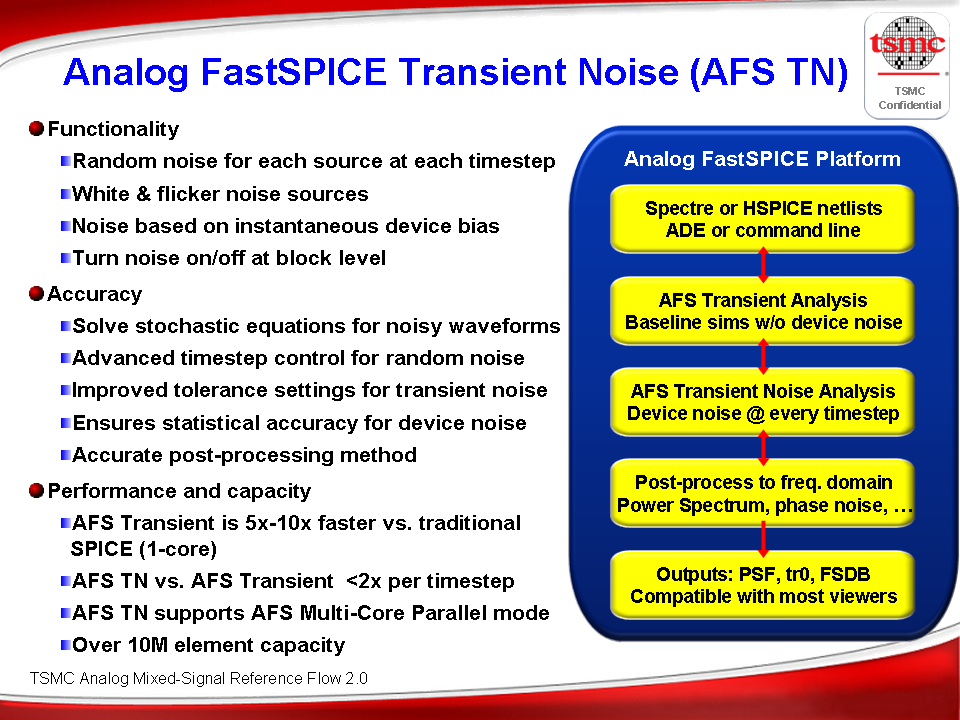 Analog FastSPICE Transient Noise (AFS TN)
tsmc
TSMC
Confidential
Functionality
Random noise for each source at each timestep
White & flicker noise sources
Noise based on instantaneous device bias
Turn noise on/off at block level
Accuracy
Solve stochastic equations for noisy waveforms
Advanced timestep control for random noise
Improved tolerance settings for transient noise
Ensures statistical accuracy for device noise
Accurate post-processing method
Performance and capacity
AFS Transient is 5x-10x faster vs. traditional
SPICE (1-core)
AFS TN vs. AFS Transient <2x per timestep
AFS TN supports AFS Multi-Core Parallel mode
Over 10M element capacity
Analog FastSPICE Platform
Spectre or HSPICE netlists
ADE or command line
AFS Transient Analysis
Baseline sims w/o device noise
AFS Transient Noise Analysis
Device noise @ every timestep
Post-process to freq. domain
Power Spectrum, phase noise, …
Outputs: PSF, tr0, FSDB
Compatible with most viewers
TSMC Analog Mixed-Signal Reference Flow 2.0